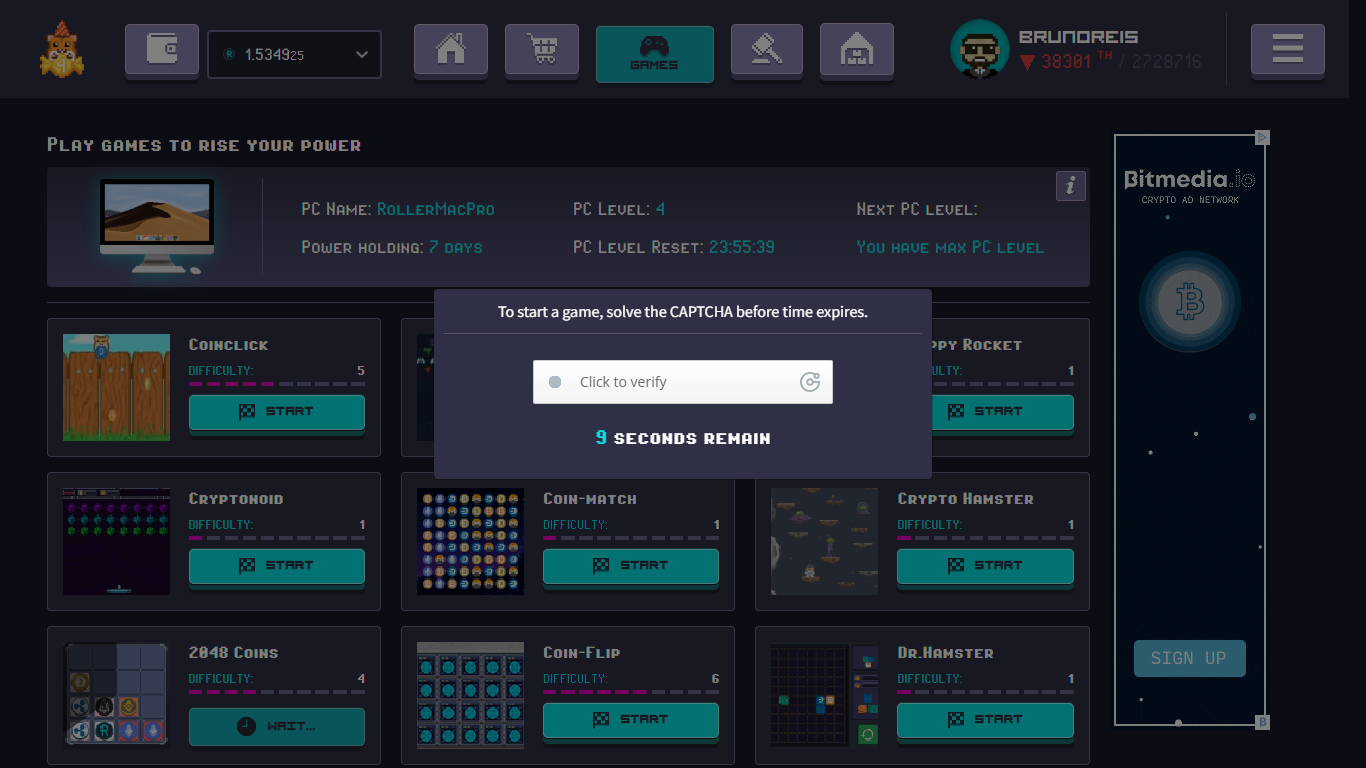 1.534925
GAMES
BRUNOREIS
38301 TH / 2728716
Play games to rise your power
PC Name: RollerMacPro
PC Level: 4
Next PC level:
Power holding: 7 days
PC Level Reset: 23:55:39
You have max PC level
i
Bitmedia.io
CRYPTO AD NETWORK
To start a game, solve the CAPTCHA before time expires.
Click to verify
9 seconds remain
Coinclick
Difficulty: 5
START
ppy Rocket
ulty: 1
START
Cryptonoid
Difficulty: 1
START
Coin-match
Difficulty: 1
START
Crypto Hamster
Difficulty: 1
START
2048 Coins
Difficulty: 4
WAIT...
Coin-Flip
Difficulty: 6
START
Dr.Hamster
Difficulty: 1
START
SIGN UP